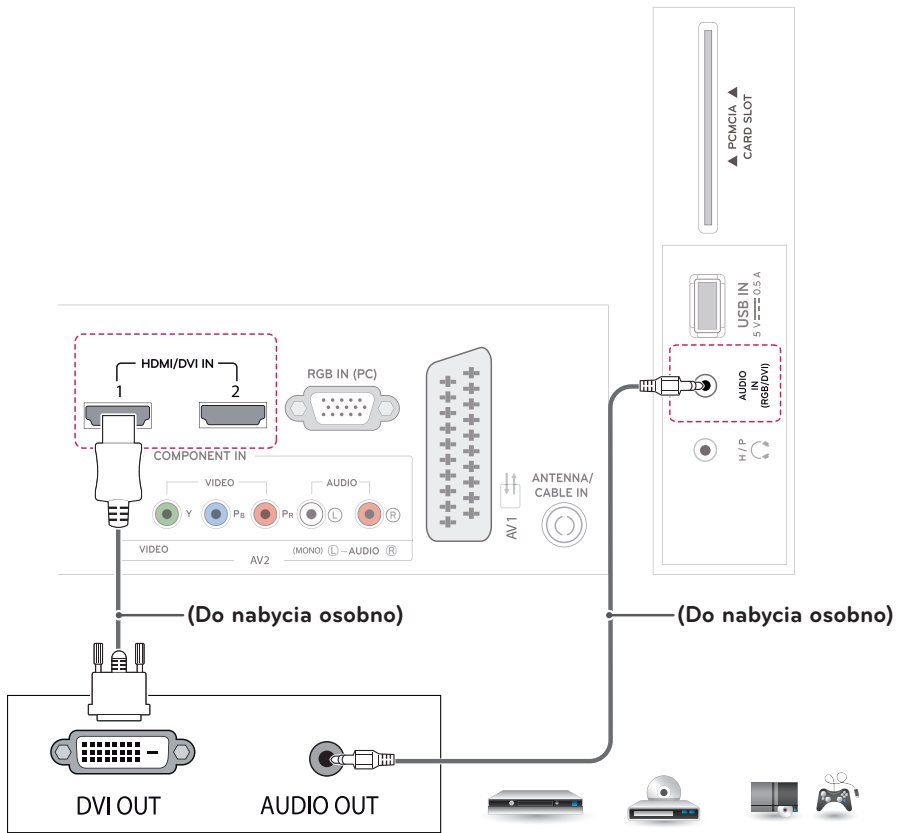 ◀ PCMCIA ▶
CARD SLOT
USB IN
5 V 0.5 A
HDMI/DVI IN
1 2
RGB IN (PC)
AUDIO
IN
(RGB/DVI)
H / P
COMPONENT IN
VIDEO AUDIO
Y PB PR L R
VIDEO (MONO) L – AUDIO R
AV2
AV1
ANTENNA/
CABLE IN
(Do nabycia osobno)
(Do nabycia osobno)
DVI OUT
AUDIO OUT